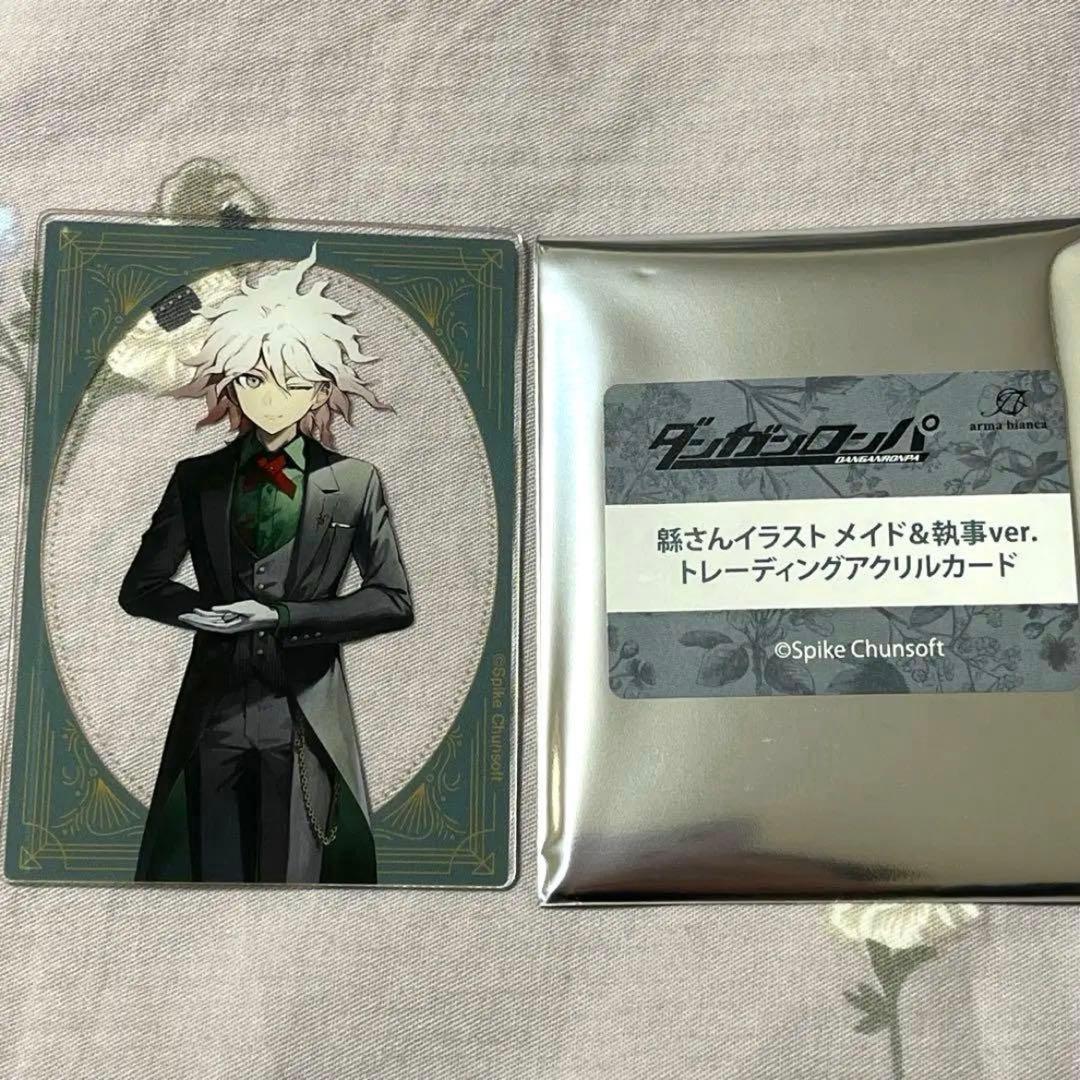 ©Spike Chunsoft
ダンガンロンパ
DANGANRONPA
arma bianca
縣さんイラスト メイド&執事ver.
トレーディングアクリルカード
©Spike Chunsoft